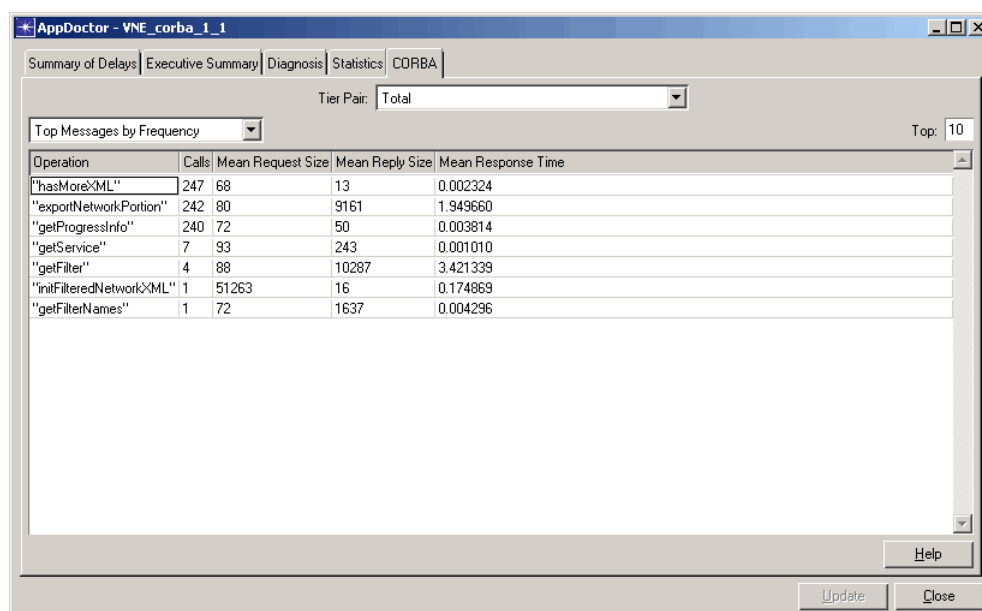 AppDoctor - VNE_corba_1_1
Summary of Delays Executive Summary Diagnosis Statistics CORBA
Tier Pair: Total
Top Messages by Frequency Top: 10
Operation Calls Mean Request Size Mean Reply Size Mean Response Time
"hasMoreXML" 247 68 13 0.002324
"exportNetworkPortion" 242 80 9161 1.949660
"getProgressInfo" 240 72 50 0.003814
"getService" 7 93 243 0.001010
"getFilter" 4 88 10287 3.421339
"initFilteredNetworkXML" 1 51263 16 0.174869
"getFilterNames" 1 72 1637 0.004296
Help
Update Close